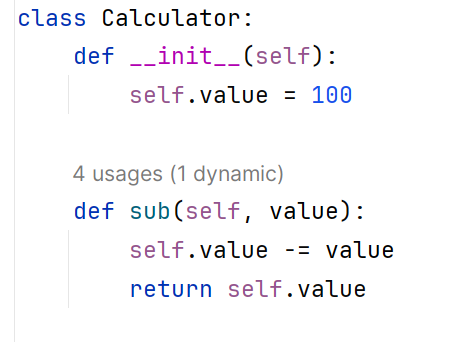 class Calculator:
    def __init__(self):
        self.value = 100
    4 usages (1 dynamic)
    def sub(self, value):
        self.value -= value
        return self.value